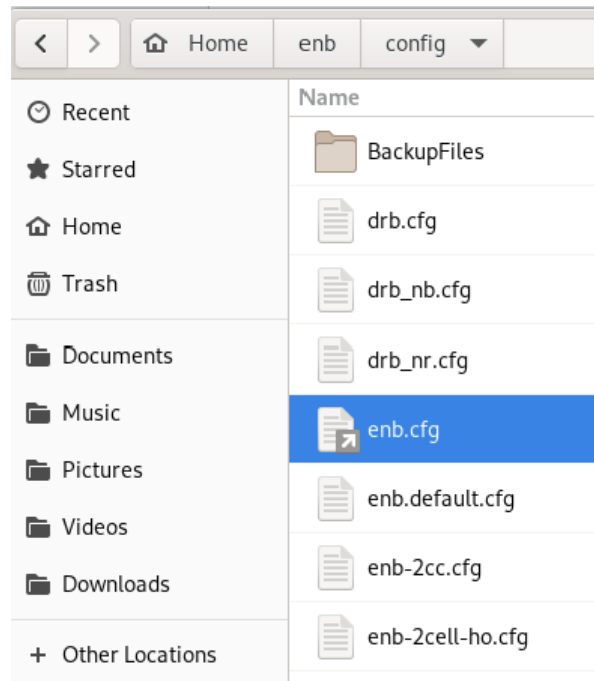 Home enb config
Recent
Starred
Home
Trash
Documents
Music
Pictures
Videos
Downloads
+ Other Locations
Name
BackupFiles
drb.cfg
drb_nb.cfg
drb_nr.cfg
enb.cfg
enb.default.cfg
enb-2cc.cfg
enb-2cell-ho.cfg